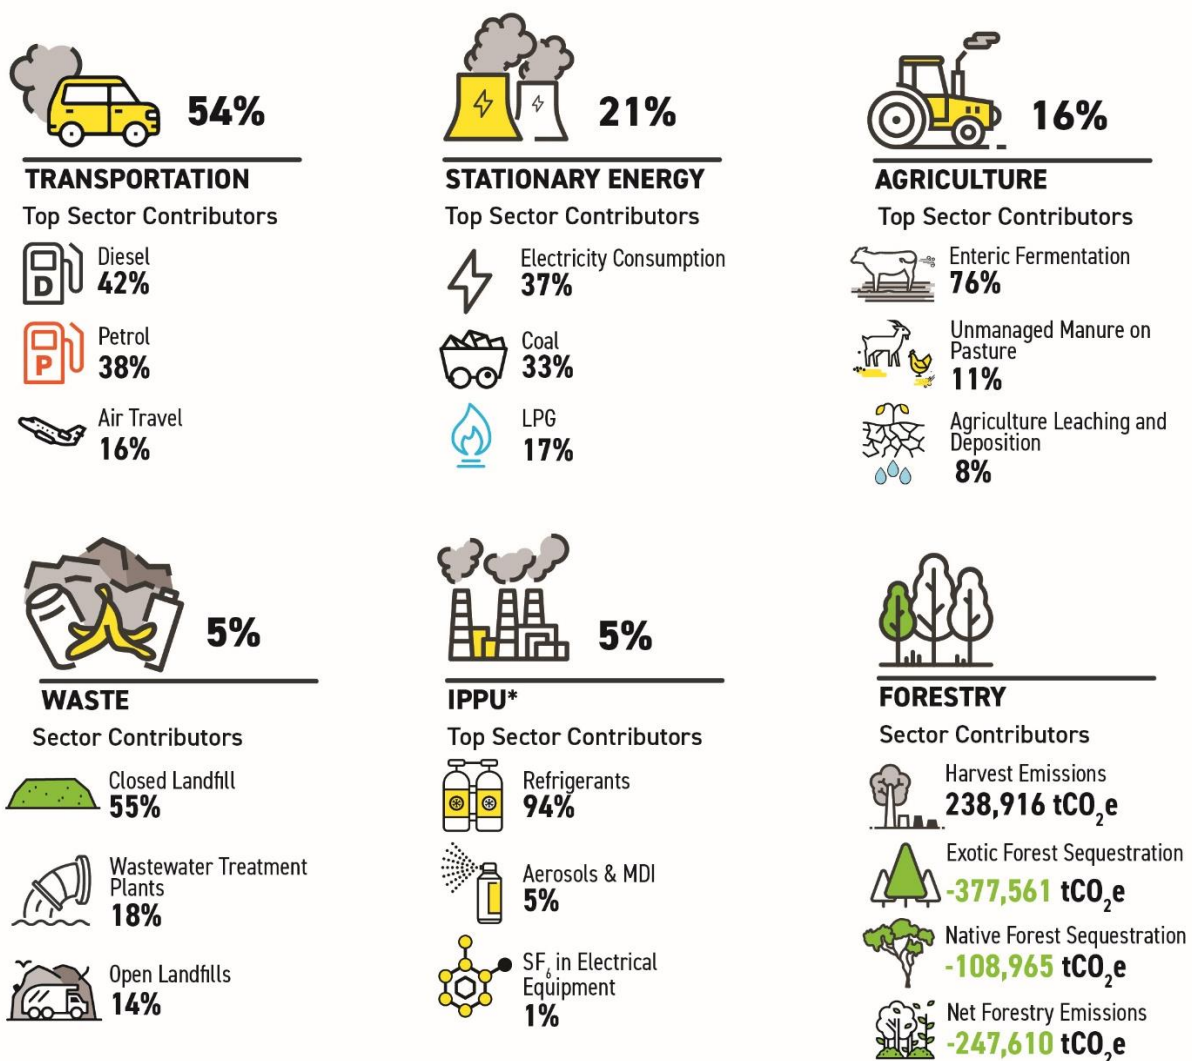 54%
TRANSPORTATION
Top Sector Contributors
D
Diesel
42%
P
Petrol
38%
Air Travel
16%
21%
STATIONARY ENERGY
Top Sector Contributors
Electricity Consumption
37%
Coal
33%
LPG
17%
16%
AGRICULTURE
Top Sector Contributors
Enteric Fermentation
76%
Unmanaged Manure on
Pasture
11%
Agriculture Leaching and
Deposition
8%
5%
WASTE
Sector Contributors
Closed Landfill
55%
Wastewater Treatment
Plants
18%
Open Landfills
14%
5%
IPPU*
Top Sector Contributors
Refrigerants
94%
Aerosols & MDI
5%
SF₆ in Electrical
Equipment
1%
FORESTRY
Sector Contributors
Harvest Emissions
238,916 tCO₂e
Exotic Forest Sequestration
-377,561 tCO₂e
Native Forest Sequestration
-108,965 tCO₂e
Net Forestry Emissions
-247,610 tCO₂e